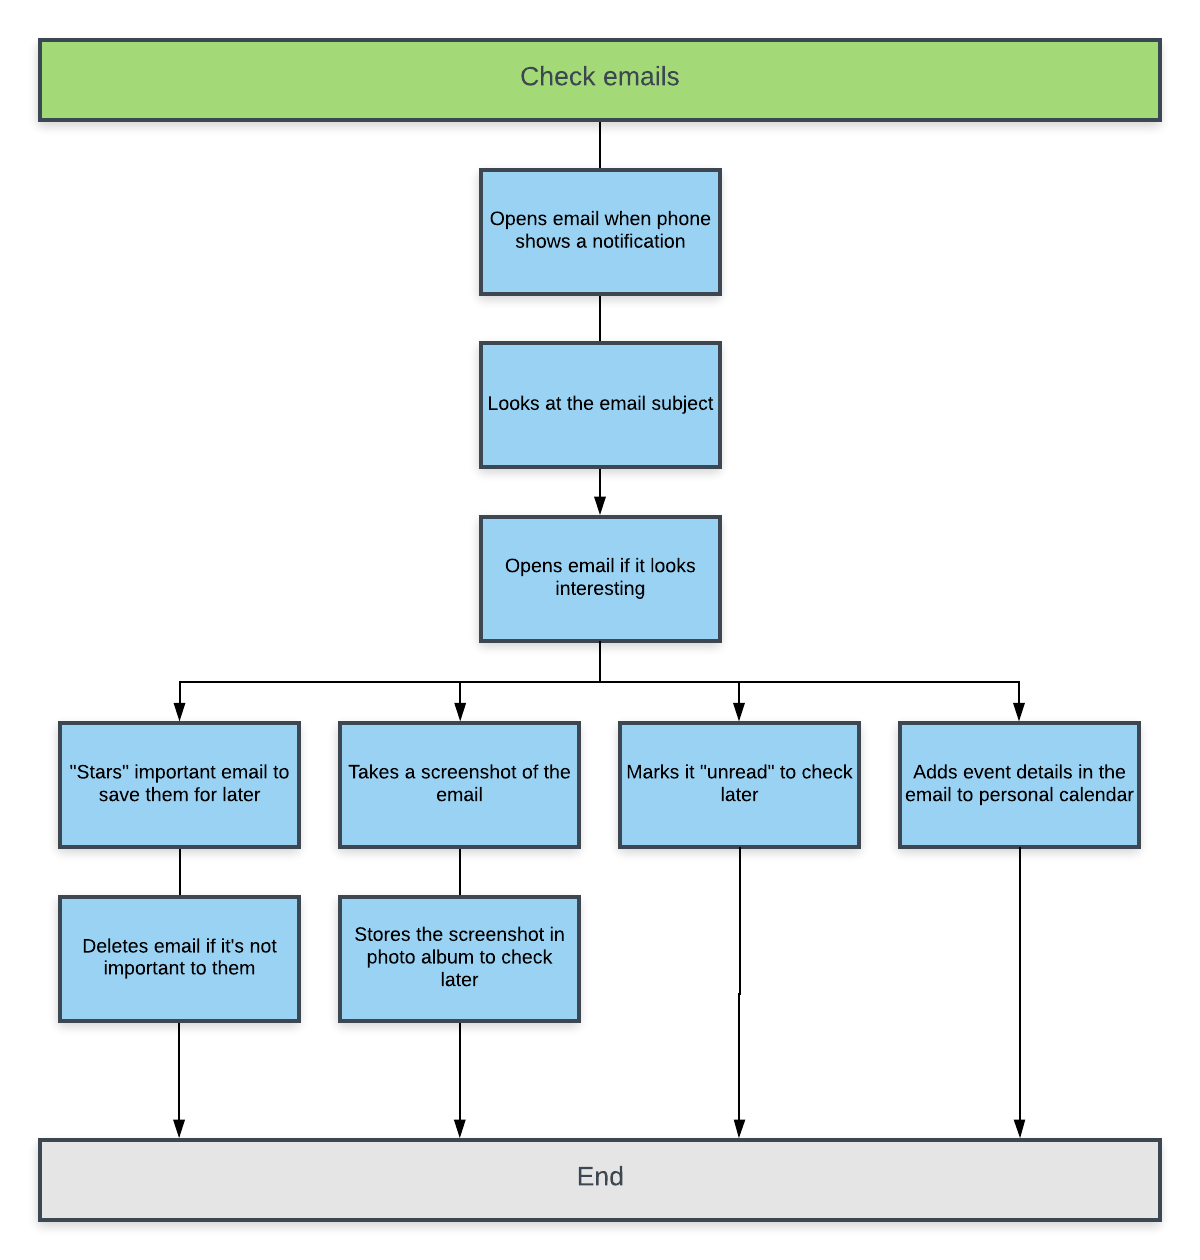 Check emails
Opens email when phone
shows a notification
Looks at the email subject
Opens email if it looks
interesting
"Stars" important email to
save them for later
Takes a screenshot of the
email
Marks it "unread" to check
later
Adds event details in the
email to personal calendar
Deletes email if it's not
important to them
Stores the screenshot in
photo album to check
later
End